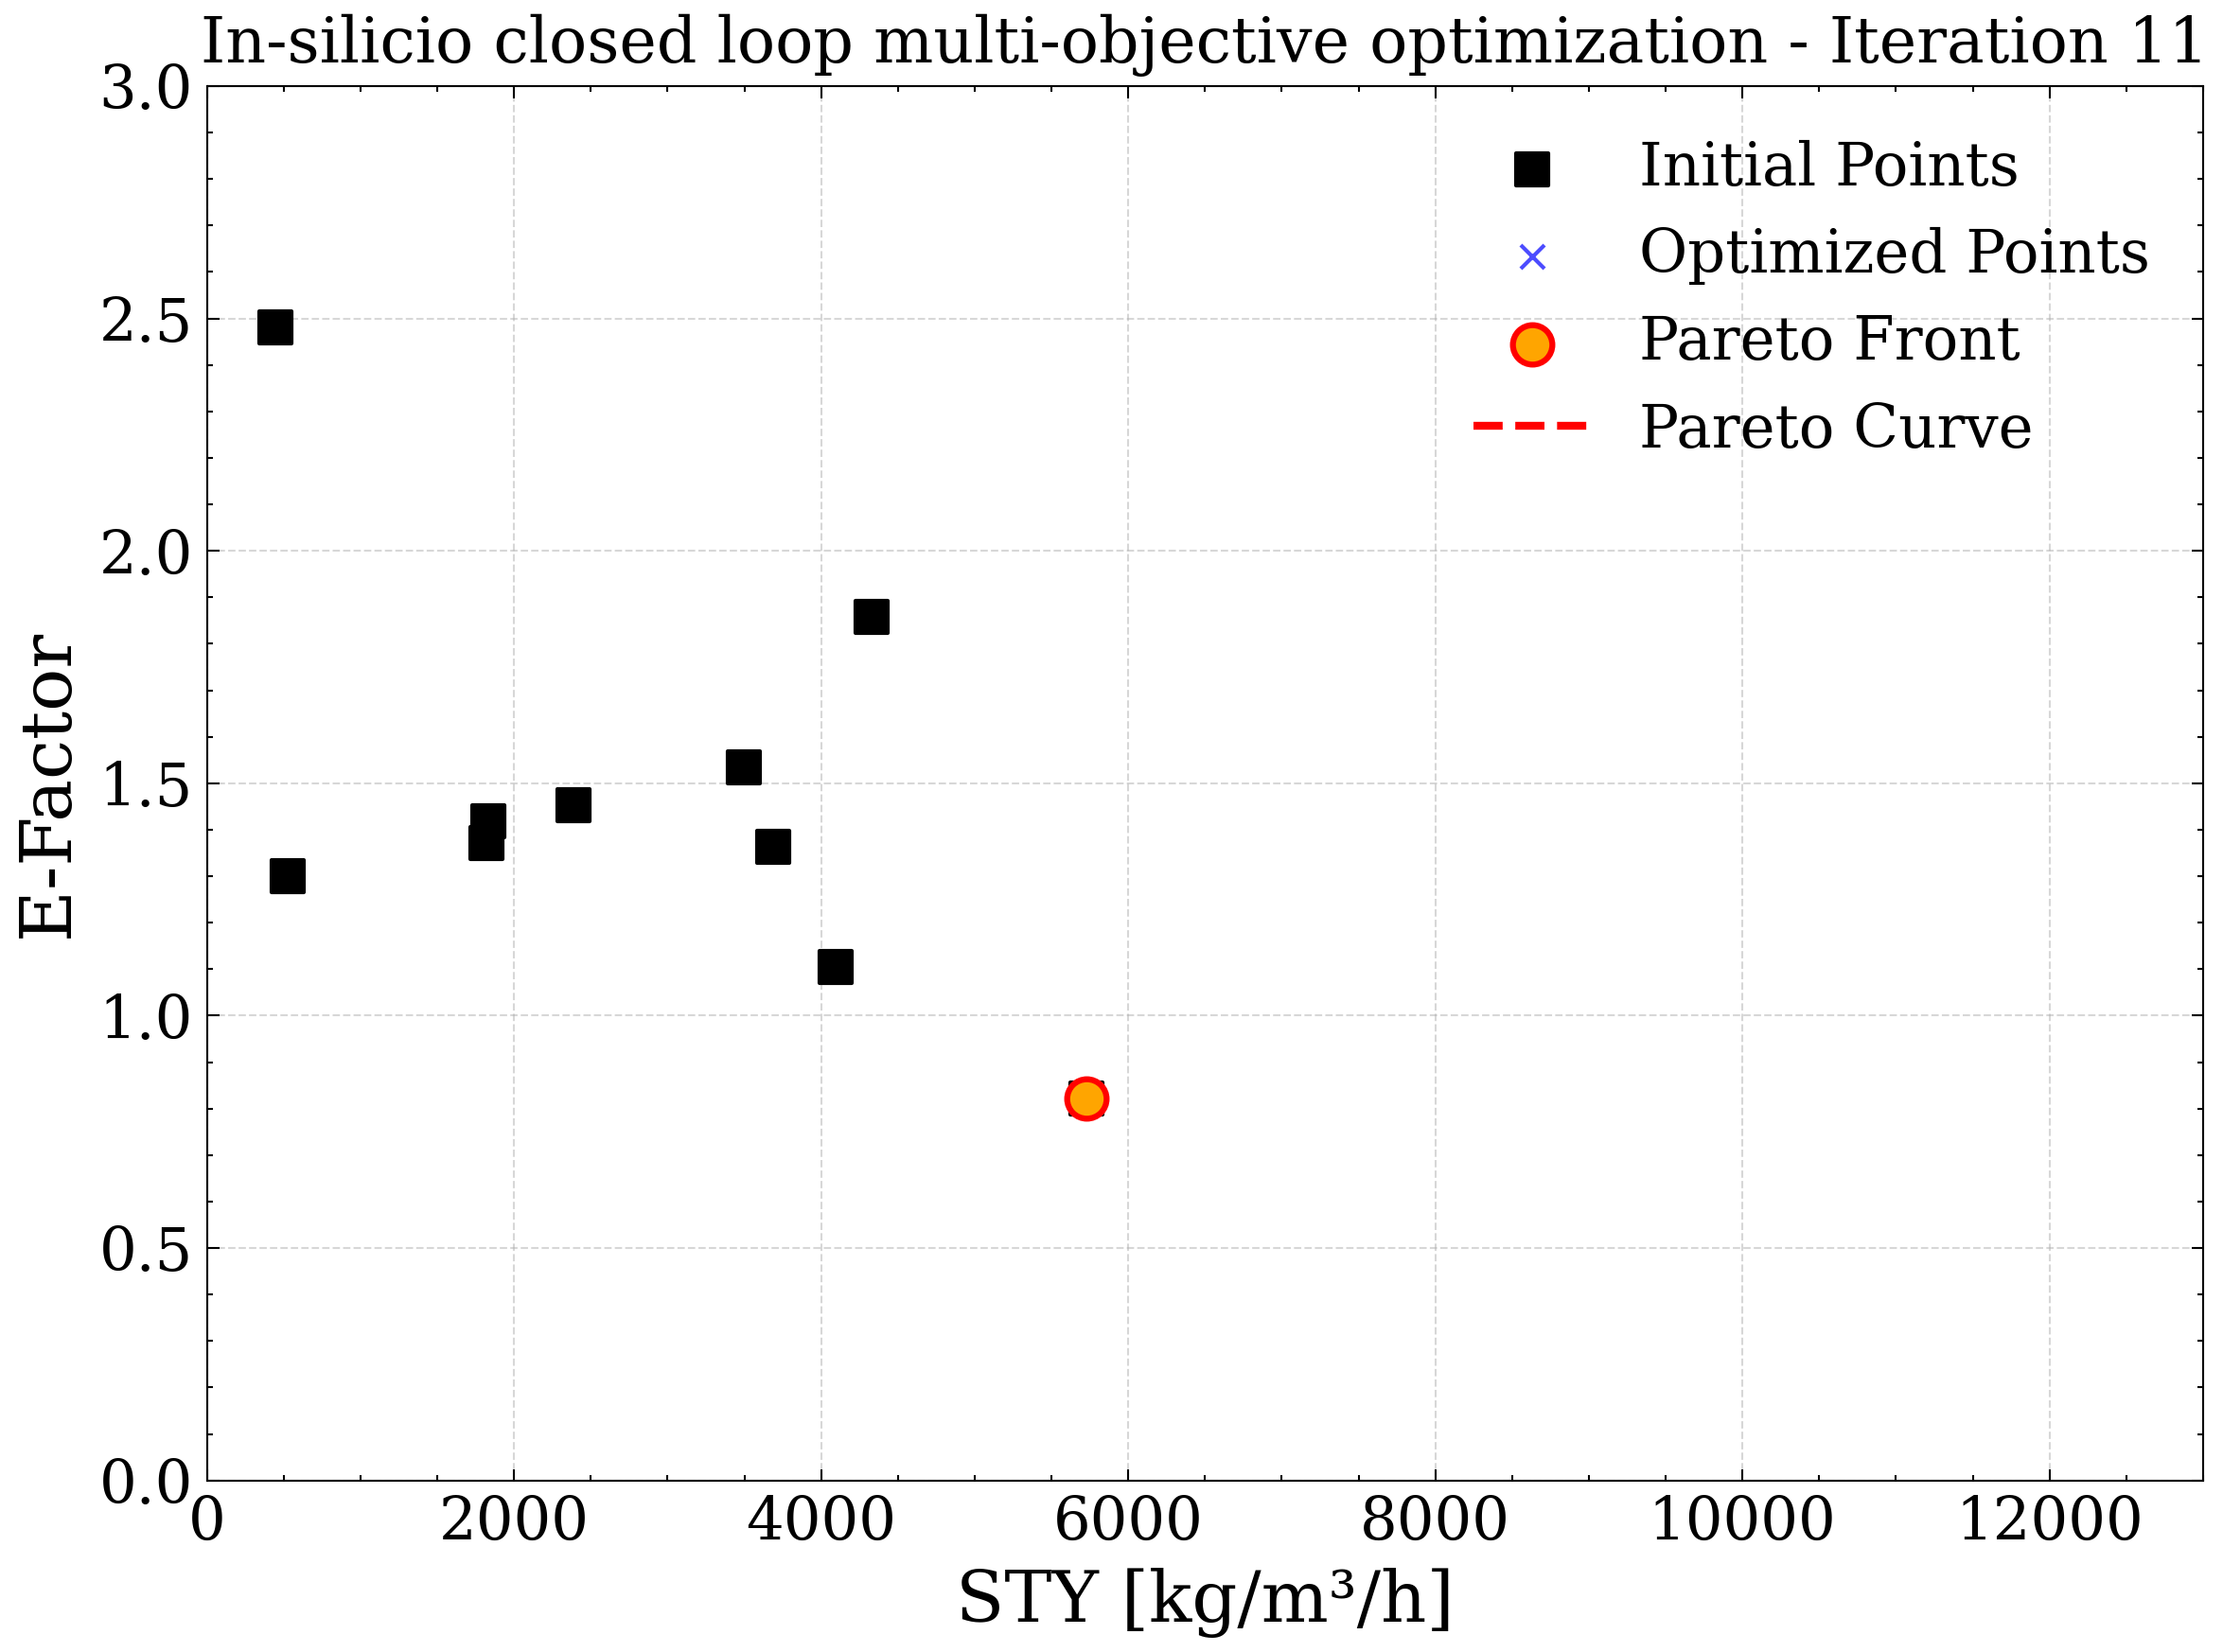 In-silicio closed loop multi-objective optimization - Iteration 11
3.0
2.5
2.0
1.5
1.0
0.5
0.0
E-Factor
Initial Points
Optimized Points
Pareto Front
Pareto Curve
0 2000 4000 6000 8000 10000 12000
STY [kg/m³/h]